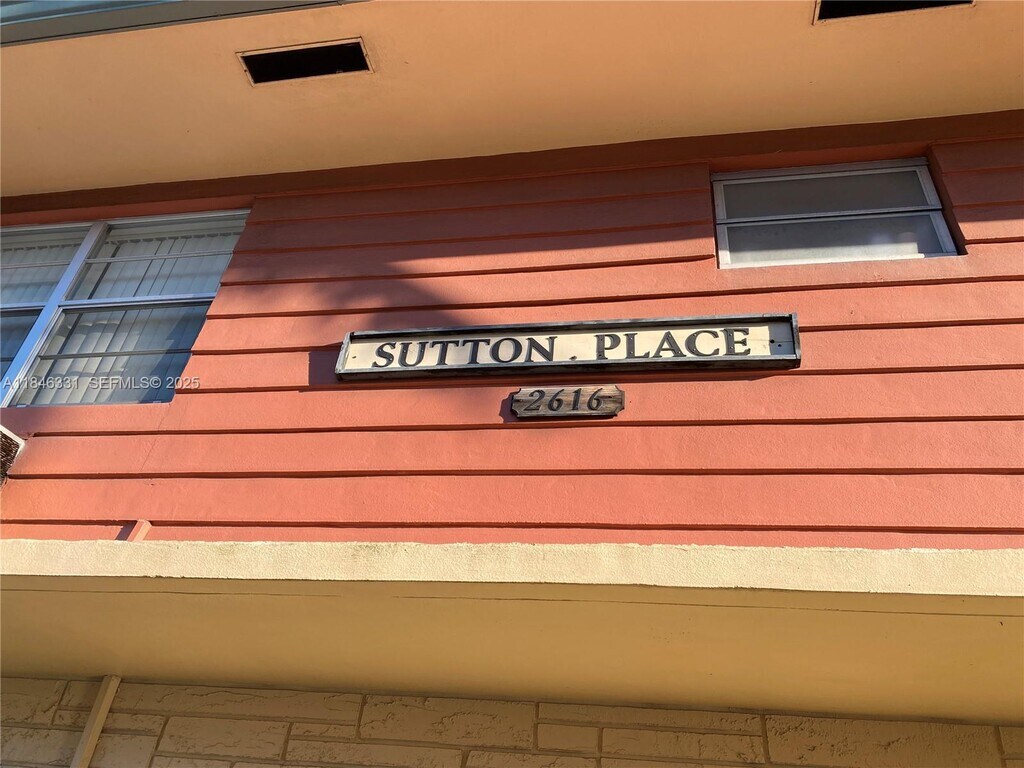 SUTTON . PLACE
2616
A11846331 SEFMLS© 2025